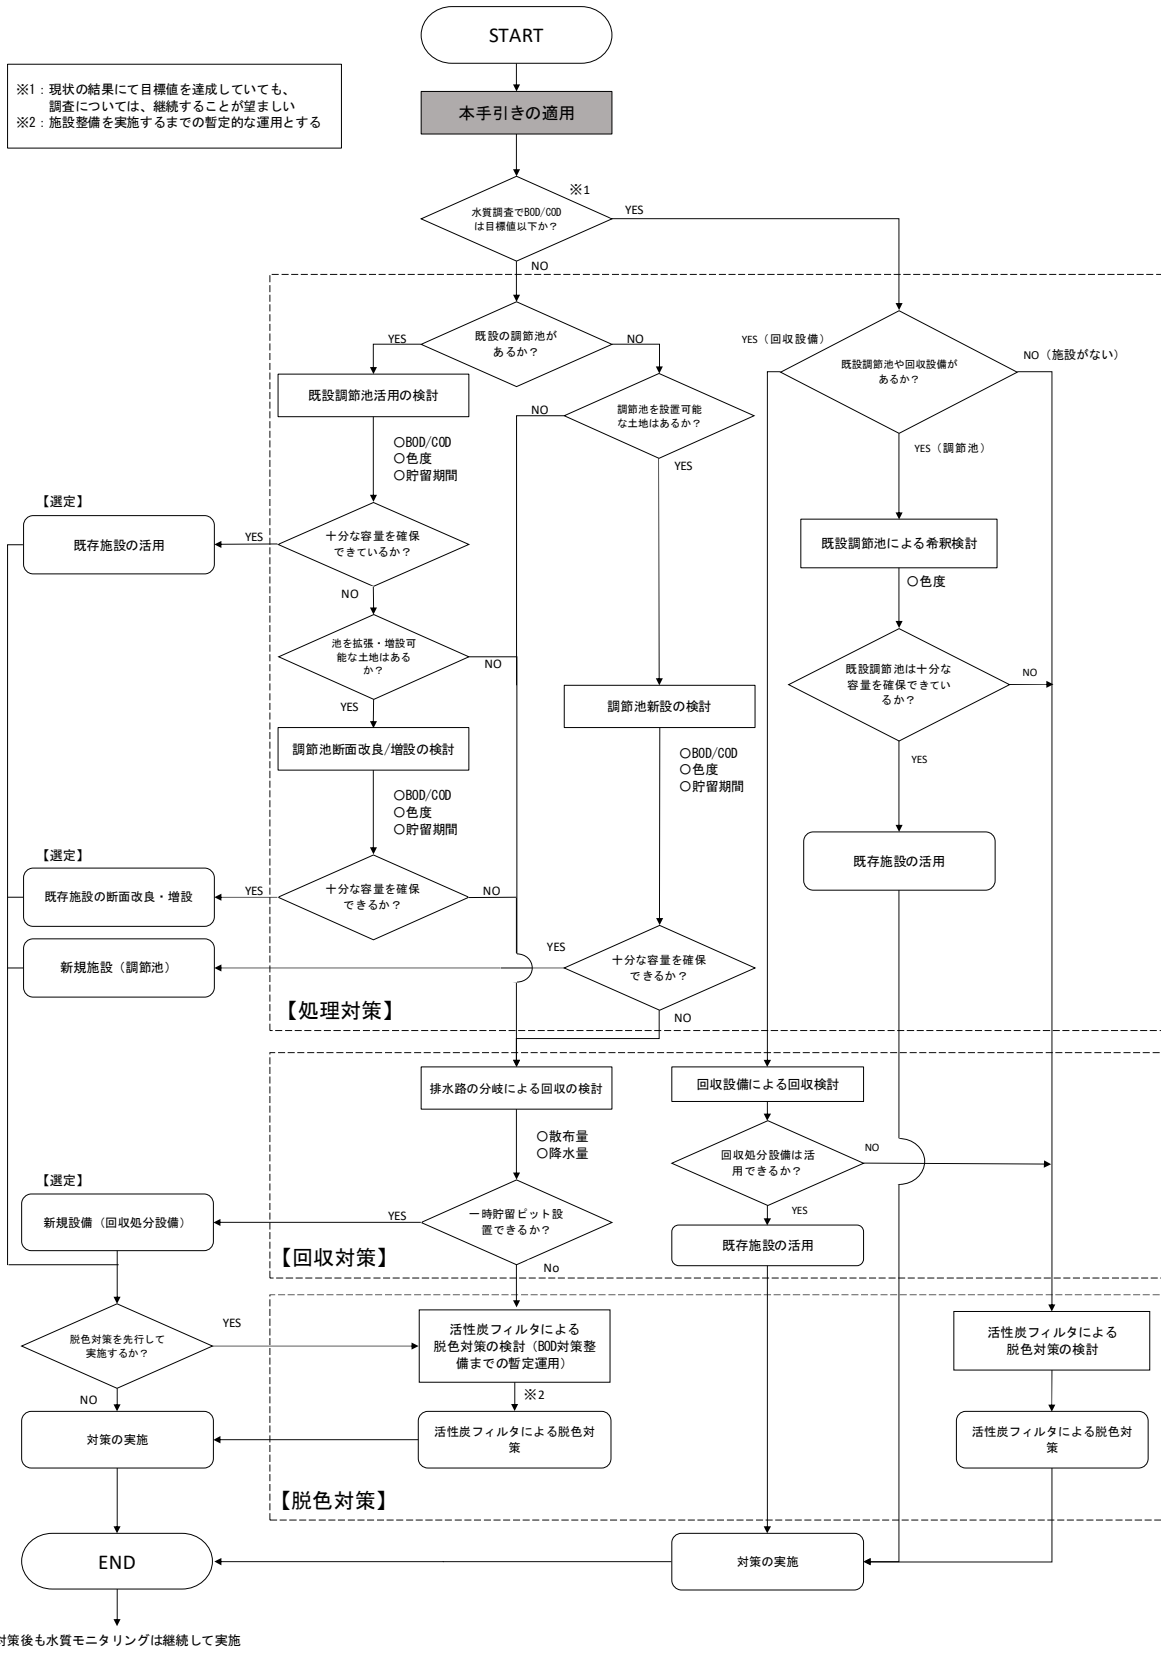 START
※1：現状の結果にて目標値を達成していても、
調査については、継続することが望ましい
※2：施設整備を実施するまでの暫定的な運用とする
本手引きの適用
※1
水質調査でBOD/COD
は目標値以下か？
YES
NO
既設の調節池が
あるか？
YES
NO
YES（回収設備）
既設調節池や回収設備が
あるか？
NO（施設がない）
既設調節池活用の検討
NO
調節池を設置可能
な土地はあるか？
○BOD/COD
○色度
○貯留期間
YES
YES（調節池）
【選定】
既存施設の活用
YES
十分な容量を確保
できているか？
既設調節池による希釈検討
NO
○色度
池を拡張・増設可
能な土地はある
か？
NO
既設調節池は十分な
容量を確保できてい
るか？
NO
YES
調節池新設の検討
調節池断面改良/増設の検討
○BOD/COD
○色度
○貯留期間
YES
○BOD/COD
○色度
○貯留期間
【選定】
既存施設の断面改良・増設
YES
十分な容量を確保
できるか？
NO
既存施設の活用
新規施設（調節池）
YES
十分な容量を確保
できるか？
【処理対策】
NO
排水路の分岐による回収の検討
回収設備による回収検討
○散布量
○降水量
回収処分設備は活
用できるか？
NO
【選定】
新規設備（回収処分設備）
YES
一時貯留ピット設
置できるか？
YES
既存施設の活用
【回収対策】
No
脱色対策を先行して
実施するか？
YES
活性炭フィルタによる
脱色対策の検討（BOD対策整
備までの暫定運用）
活性炭フィルタによる
脱色対策の検討
NO
※2
対策の実施
活性炭フィルタによる脱色対
策
活性炭フィルタによる脱色対
策
【脱色対策】
END
対策の実施
対策後も水質モニタリングは継続して実施